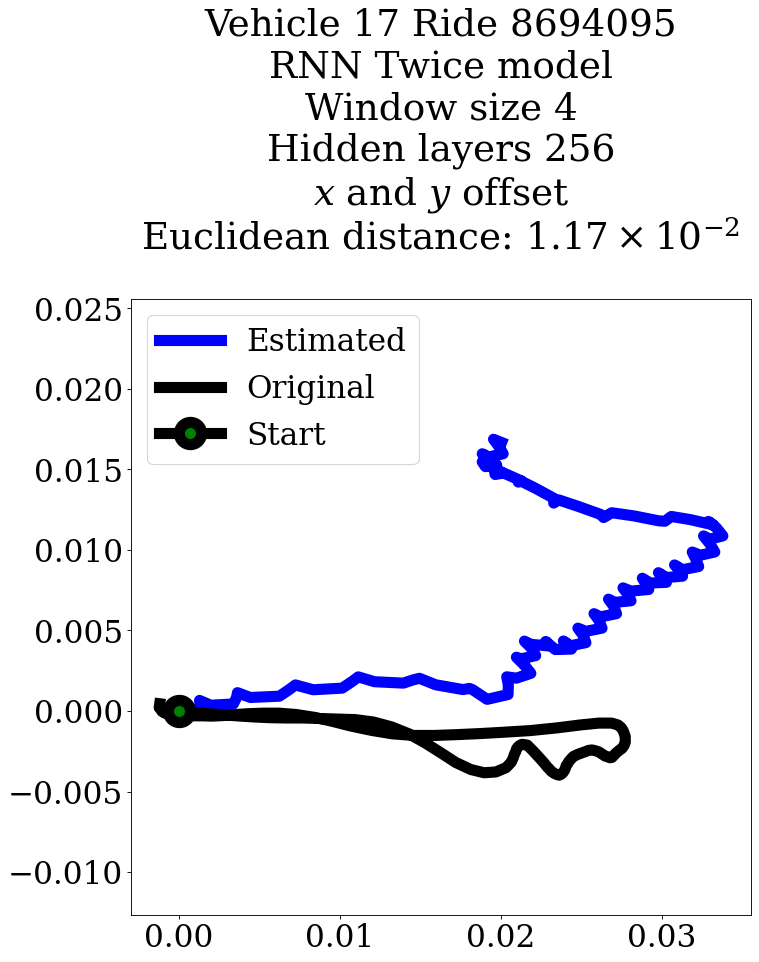 Vehicle 17 Ride 8694095
RNN Twice model
Window size 4
Hidden layers 256
x and y offset
Euclidean distance: 1.17 × 10⁻²
0.025
0.020
0.015
0.010
0.005
0.000
−0.005
−0.010
Estimated
Original
Start
0.00 0.01 0.02 0.03